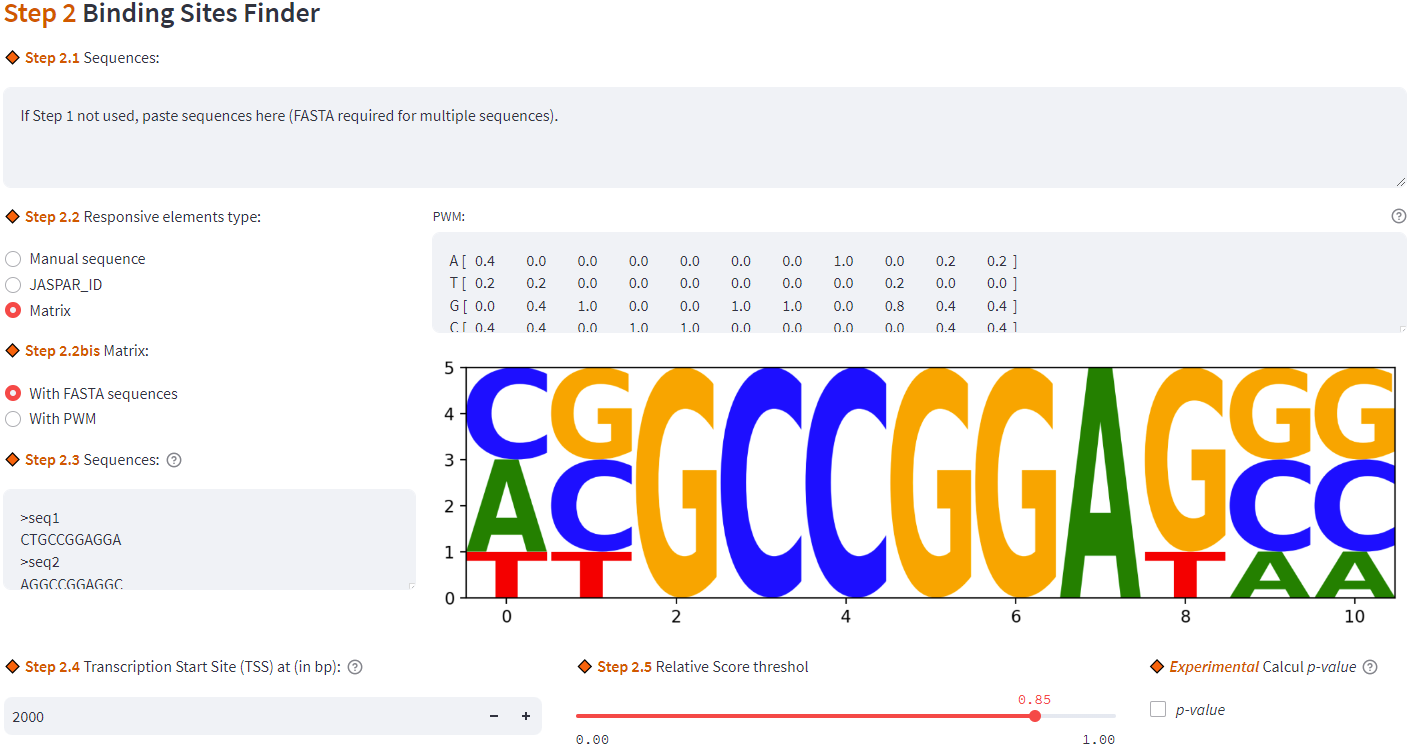 Step 2 Binding Sites Finder
Step 2.1 Sequences:
If Step 1 not used, paste sequences here (FASTA required for multiple sequences).
Step 2.2 Responsive elements type:
Manual sequence
JASPAR_ID
Matrix
PWM:
A [ 0.4 0.0 0.0 0.0 0.0 0.0 0.0 1.0 0.0 0.2 0.2 ]
T [ 0.2 0.2 0.0 0.0 0.0 0.0 0.0 0.0 0.2 0.0 0.0 ]
G [ 0.0 0.4 1.0 0.0 0.0 1.0 1.0 0.0 0.8 0.4 0.4 ]
C [ 0.4 0.4 0.0 1.0 1.0 0.0 0.0 0.0 0.0 0.4 0.4 ]
Step 2.2bis Matrix:
With FASTA sequences
With PWM
Step 2.3 Sequences:
>seq1
CTGCCGGAGGA
>seq2
AGGCCGGAGGC
5
4
3
2
1
0
C G G C C G G A G G G
A C C C
T T T A A
0 2 4 6 8 10
Step 2.4 Transcription Start Site (TSS) at (in bp):
2000
Step 2.5 Relative Score threshol
0.85
0.00 1.00
Experimental Calcul p-value
p-value